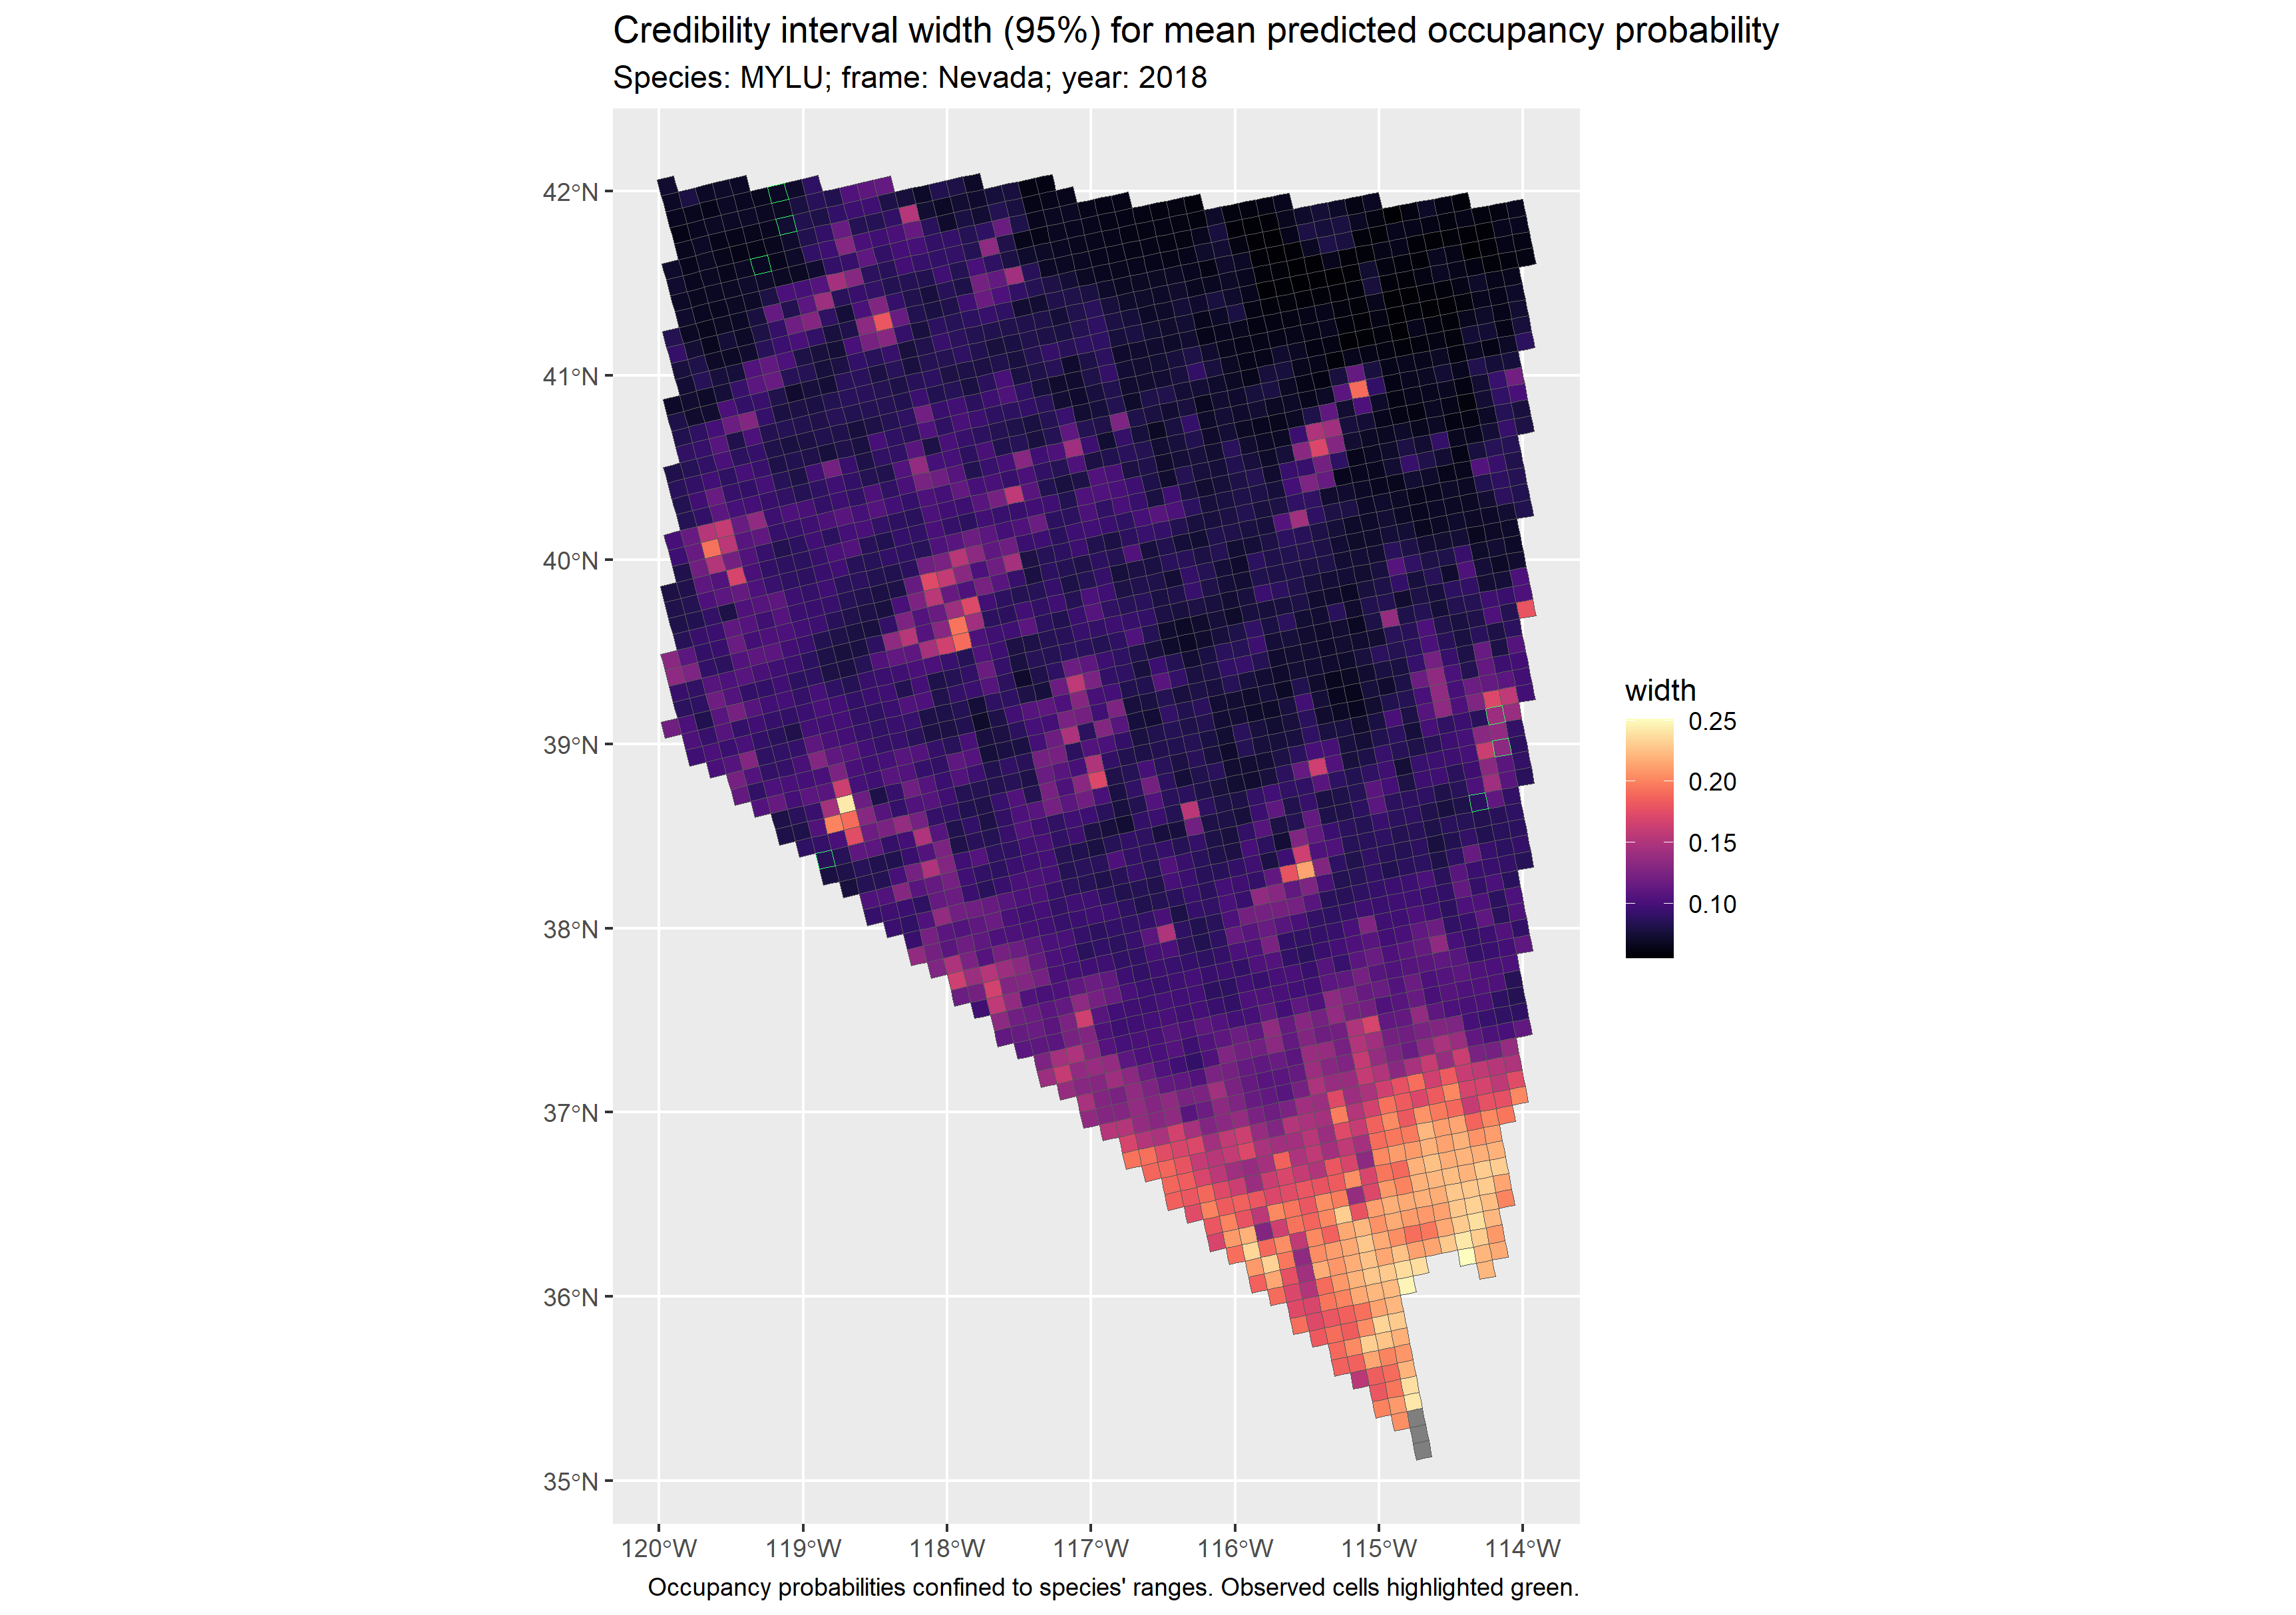 Credibility interval width (95%) for mean predicted occupancy probability
Species: MYLU; frame: Nevada; year: 2018
42°N
41°N
40°N
39°N
38°N
37°N
36°N
35°N
120°W 119°W 118°W 117°W 116°W 115°W 114°W
width
0.25
0.20
0.15
0.10
Occupancy probabilities confined to species' ranges. Observed cells highlighted green.